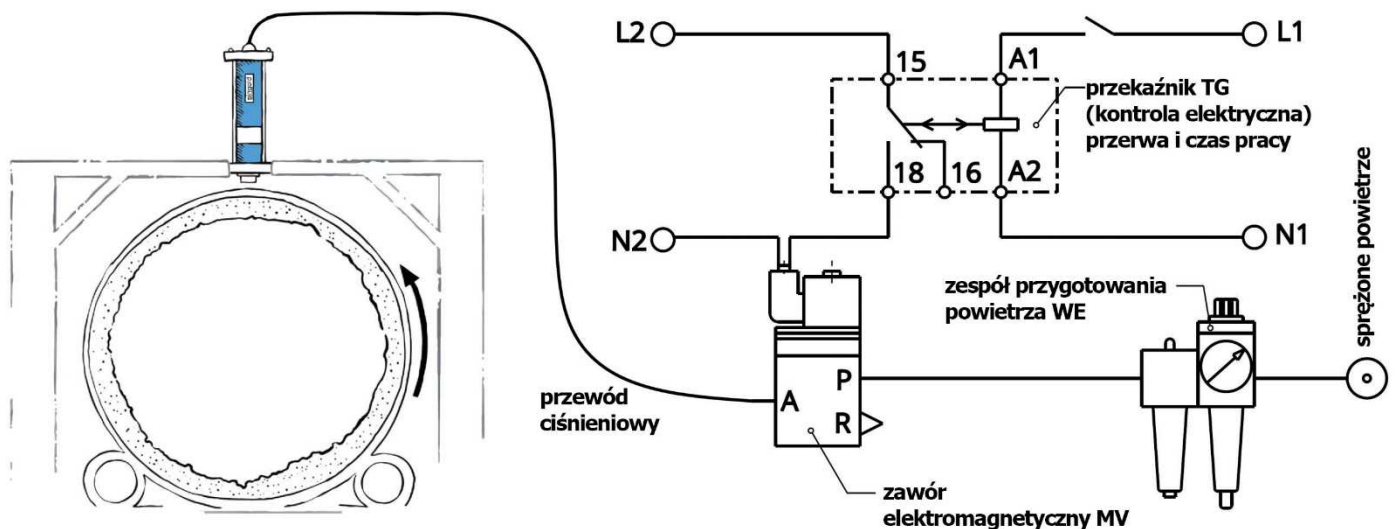 L2
15
A1
L1
przekaźnik TG
(kontrola elektryczna)
przerwa i czas pracy
18
16
A2
N2
N1
sprężone powietrze
zespół przygotowania
powietrza WE
przewód
ciśnieniowy
A
P
R
zawór
elektromagnetyczny MV